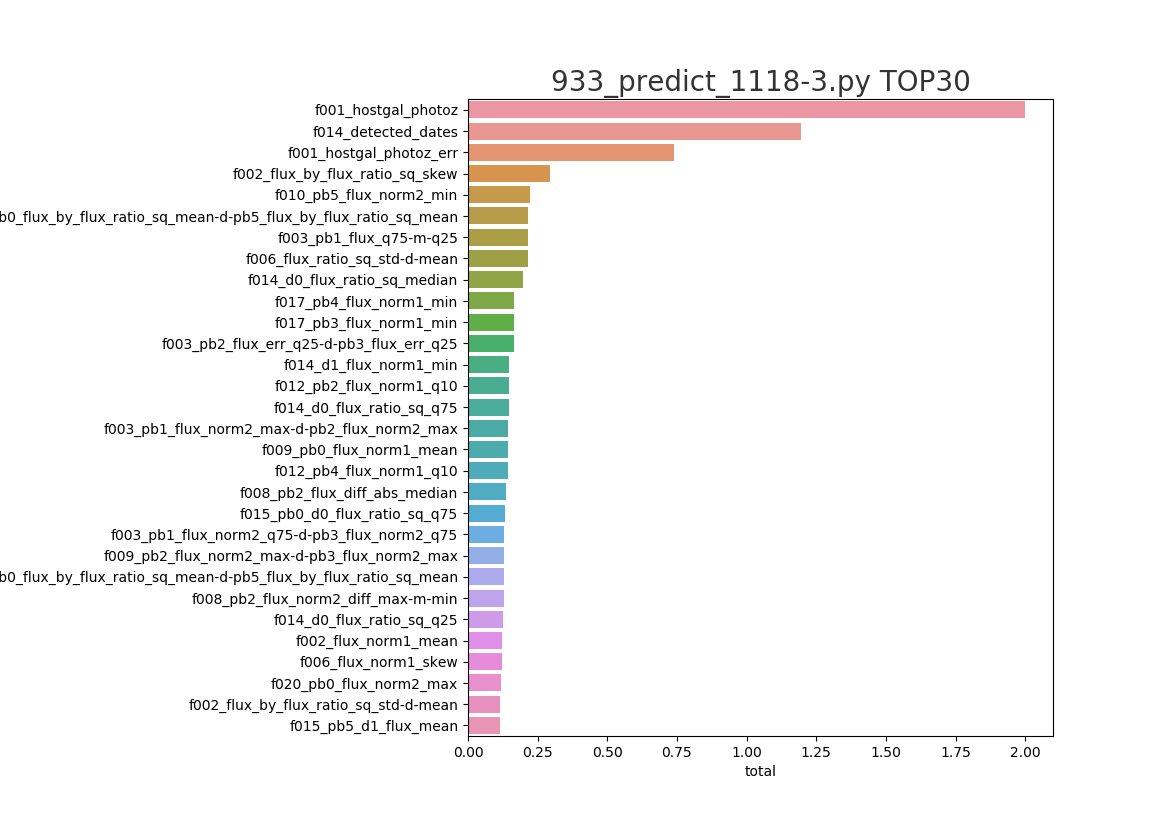 933_predict_1118-3.py TOP30
f001_hostgal_photoz
f014_detected_dates
f001_hostgal_photoz_err
f002_flux_by_flux_ratio_sq_skew
f010_pb5_flux_norm2_min
b0_flux_by_flux_ratio_sq_mean-d-pb5_flux_by_flux_ratio_sq_mean
f003_pb1_flux_q75-m-q25
f006_flux_ratio_sq_std-d-mean
f014_d0_flux_ratio_sq_median
f017_pb4_flux_norm1_min
f017_pb3_flux_norm1_min
f003_pb2_flux_err_q25-d-pb3_flux_err_q25
f014_d1_flux_norm1_min
f012_pb2_flux_norm1_q10
f014_d0_flux_ratio_sq_q75
f003_pb1_flux_norm2_max-d-pb2_flux_norm2_max
f009_pb0_flux_norm1_mean
f012_pb4_flux_norm1_q10
f008_pb2_flux_diff_abs_median
f015_pb0_d0_flux_ratio_sq_q75
f003_pb1_flux_norm2_q75-d-pb3_flux_norm2_q75
f009_pb2_flux_norm2_max-d-pb3_flux_norm2_max
b0_flux_by_flux_ratio_sq_mean-d-pb5_flux_by_flux_ratio_sq_mean
f008_pb2_flux_norm2_diff_max-m-min
f014_d0_flux_ratio_sq_q25
f002_flux_norm1_mean
f006_flux_norm1_skew
f020_pb0_flux_norm2_max
f002_flux_by_flux_ratio_sq_std-d-mean
f015_pb5_d1_flux_mean
0.00 0.25 0.50 0.75 1.00 1.25 1.50 1.75 2.00
total